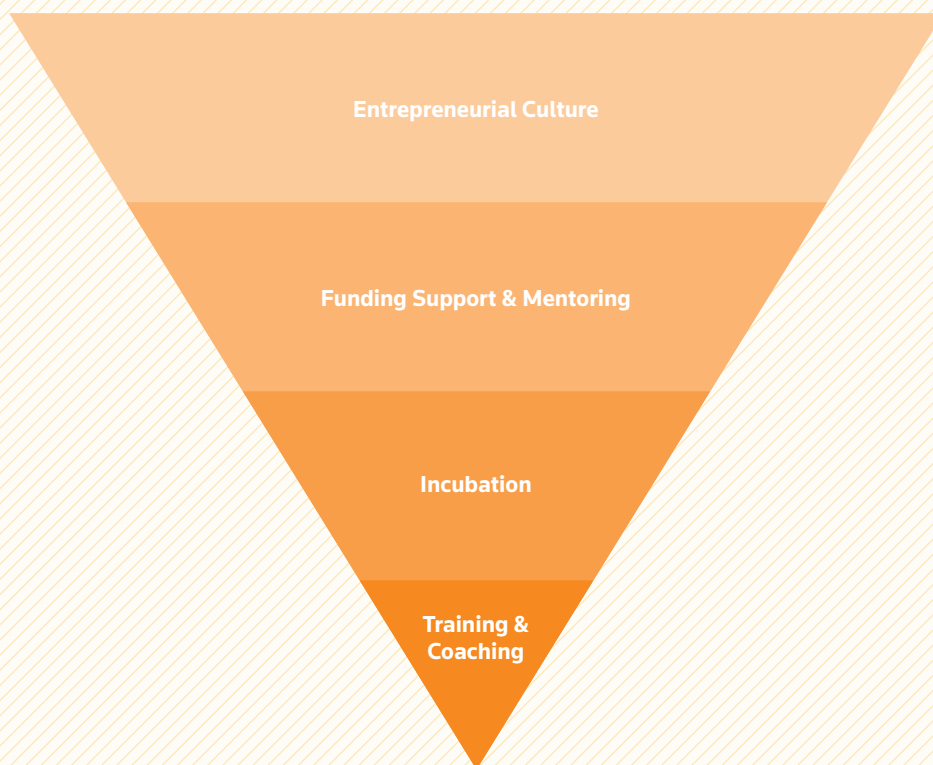 Entrepreneurial Culture
Funding Support & Mentoring
Incubation
Training &
Coaching